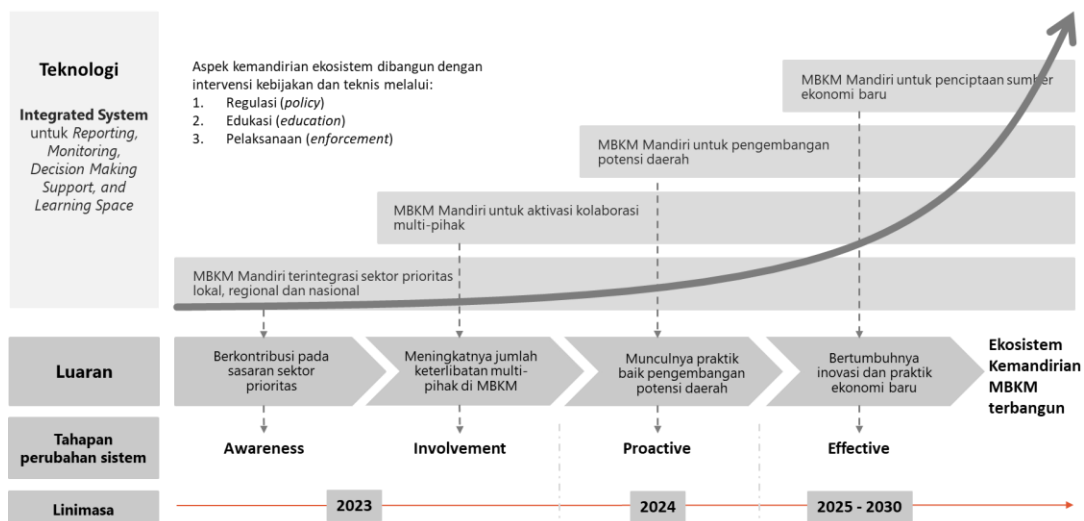 Teknologi
Integrated System
untuk Reporting,
Monitoring,
Decision Making
Support, and
Learning Space
Aspek kemandirian ekosistem dibangun dengan
intervensi kebijakan dan teknis melalui:
1. Regulasi (policy)
2. Edukasi (education)
3. Pelaksanaan (enforcement)
MBKM Mandiri untuk penciptaan sumber
ekonomi baru
MBKM Mandiri untuk pengembangan
potensi daerah
MBKM Mandiri untuk aktivasi kolaborasi
multi-pihak
MBKM Mandiri terintegrasi sektor prioritas
lokal, regional dan nasional
Luaran
Berkontribusi pada
sasaran sektor
prioritas
Meningkatnya jumlah
keterlibatan multi-
pihak di MBKM
Munculnya praktik
baik pengembangan
potensi daerah
Bertumbuhnya
inovasi dan praktik
ekonomi baru
Ekosistem
Kemandirian
MBKM
terbangun
Tahapan
perubahan sistem
Awareness
Involvement
Proactive
Effective
Linimasa
2023
2024
2025 - 2030